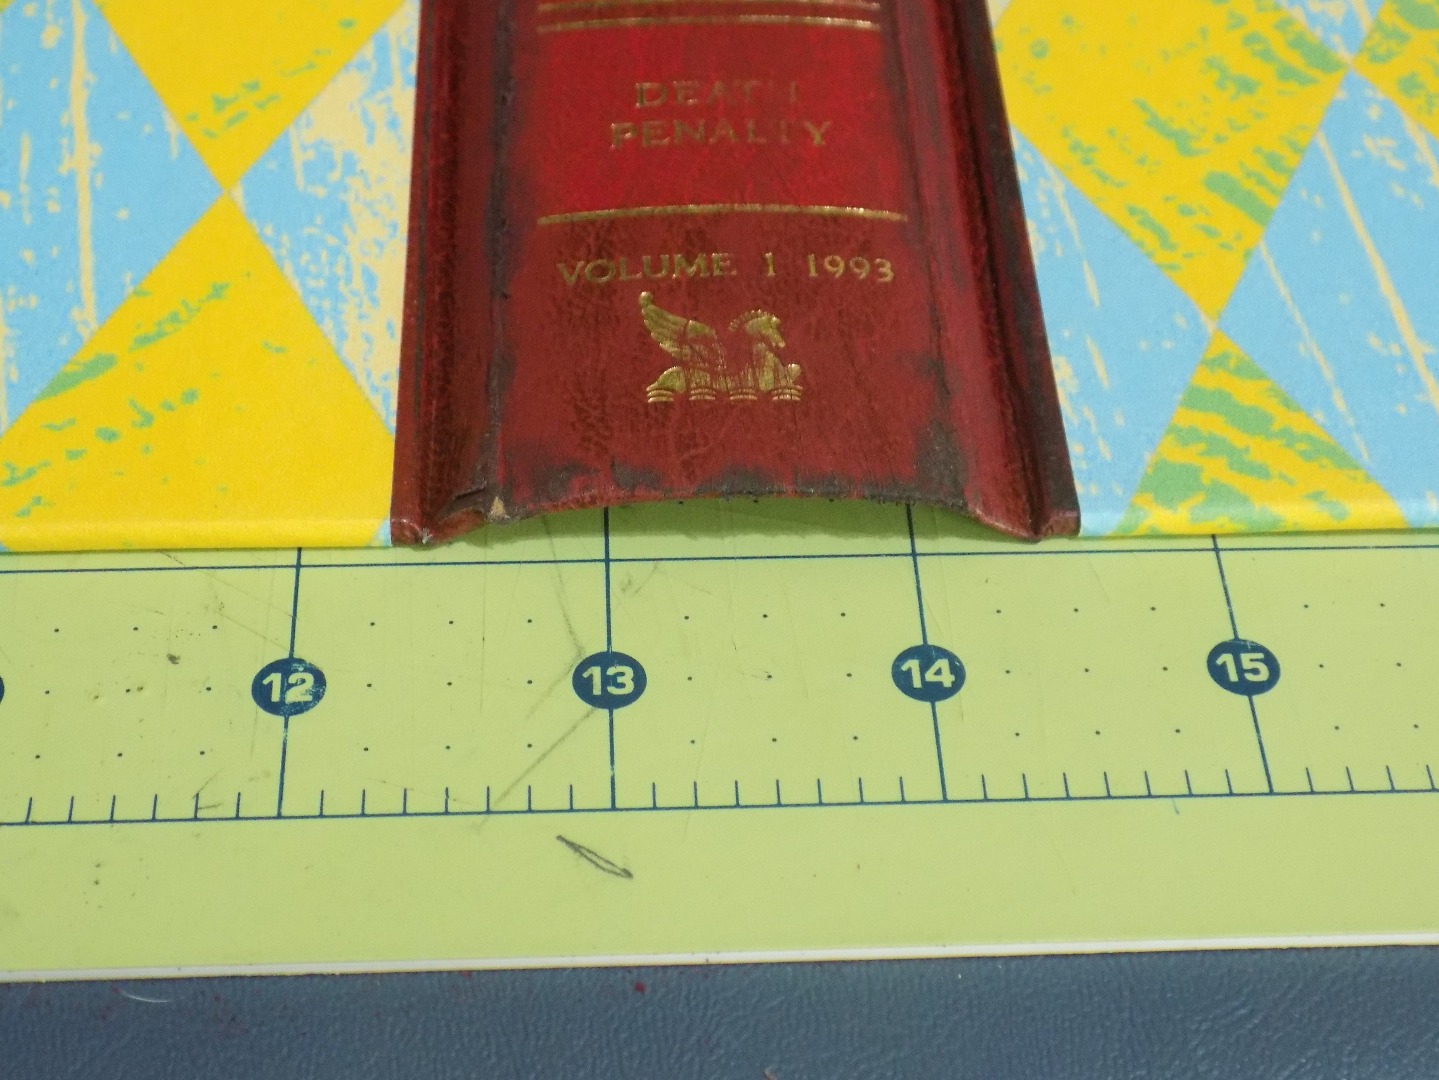 DEATH
PENALTY
VOLUME 1 1993
12 13 14 15